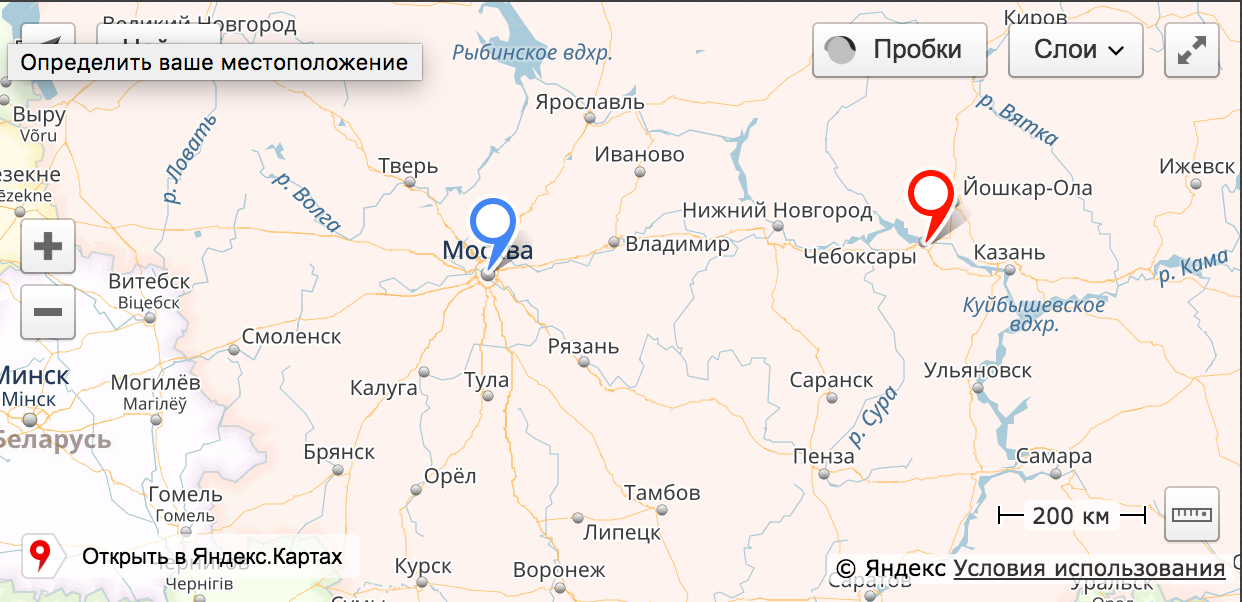 Великий Новгород
Киров
Пробки
Слои
Определить ваше местоположение
Рыбинское вдхр.
Ярославль
р. Вятка
Выру
Võru
р. Ловать
Иваново
Тверь
Ижевск
р. Волга
Йошкар-Ола
Нижний Новгород
Москва
Владимир
Чебоксары
Казань
р. Кама
Витебск
Віцебск
Куйбышевское
вдхр.
Смоленск
Рязань
Минск
Мінск
Могилёв
Магілёў
Калуга
Тула
Саранск
Ульяновск
р. Сура
Беларусь
Брянск
Пенза
Самара
Орёл
Гомель
Гомель
Тамбов
Липецк
200 км
Открыть в Яндекс.Картах
Чернігів
Курск
Воронеж
© Яндекс Условия использования
Саратов
Уральск